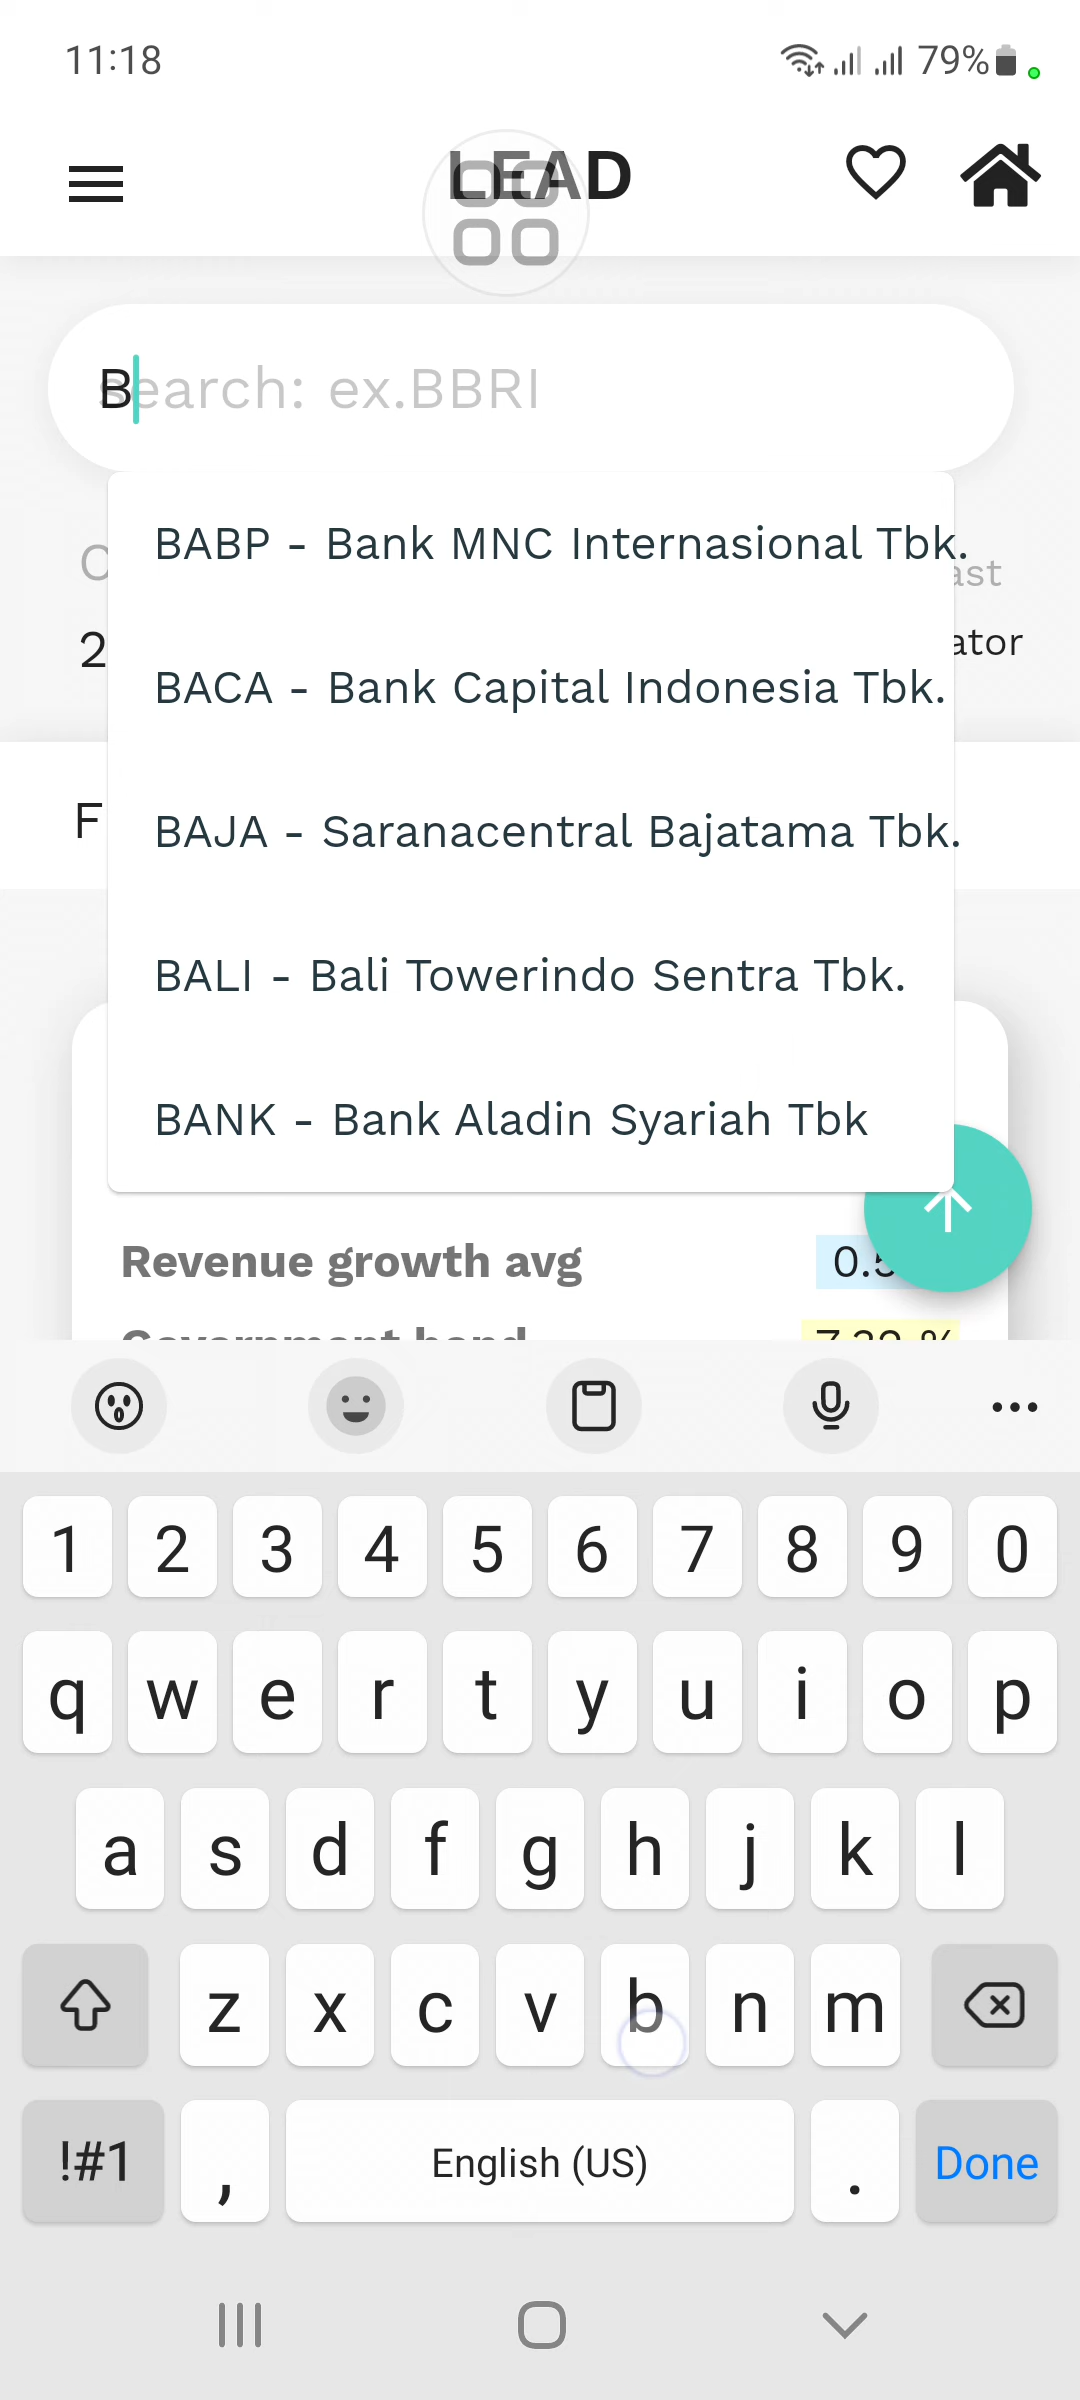 11:18
79%
LEAD
B
search: ex.BBRI
BABP - Bank MNC Internasional Tbk.
BACA - Bank Capital Indonesia Tbk.
BAJA - Saranacentral Bajatama Tbk.
BALI - Bali Towerindo Sentra Tbk.
BANK - Bank Aladin Syariah Tbk
2
F
Revenue growth avg
Government bond
1 2 3 4 5 6 7 8 9 0
q w e r t y u i o p
a s d f g h j k l
z x c v b n m
!#1 , English (US) . Done